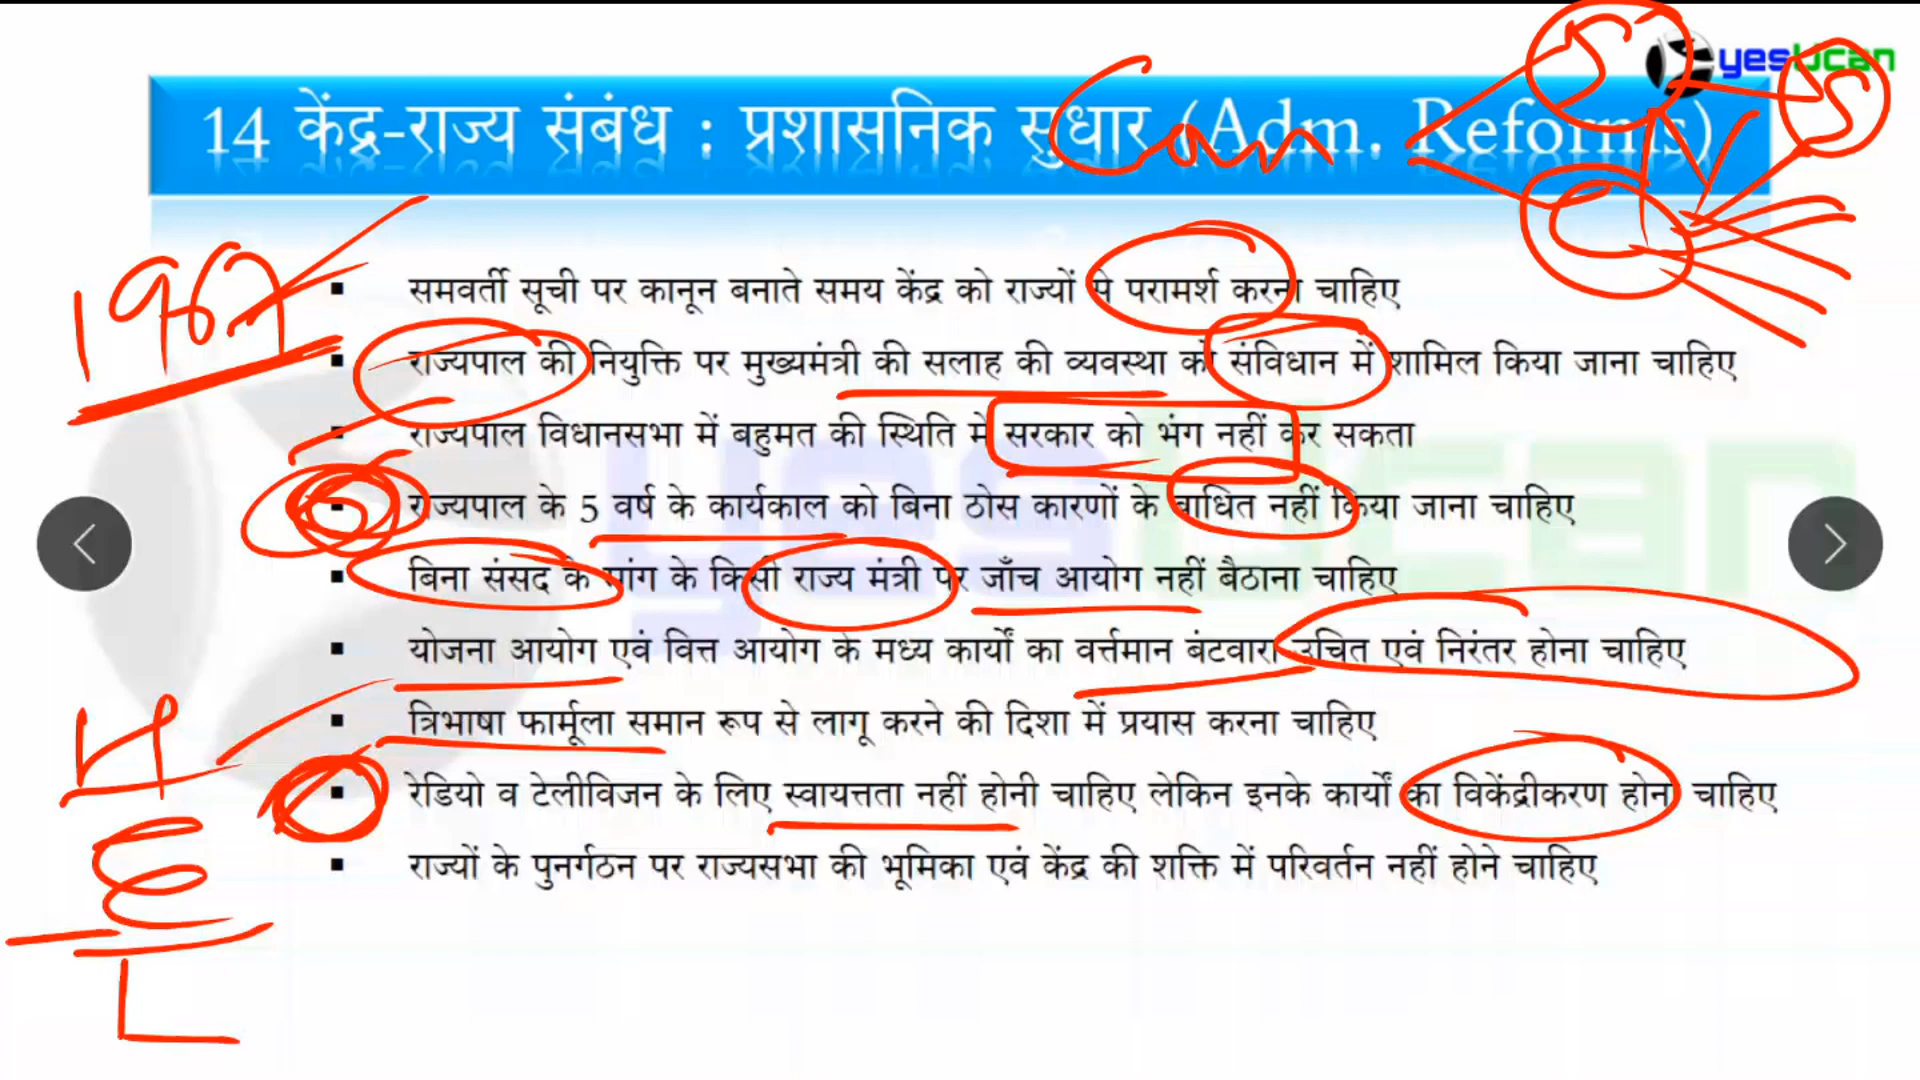 yesUcan
14 केंद्र-राज्य संबंध : प्रशासनिक सुधार (Adm. Reforms)
Com
S
S
C
1967
▪ समवर्ती सूची पर कानून बनाते समय केंद्र को राज्यों से परामर्श करना चाहिए
▪ राज्यपाल की नियुक्ति पर मुख्यमंत्री की सलाह की व्यवस्था को संविधान में शामिल किया जाना चाहिए
▪ राज्यपाल विधानसभा में बहुमत की स्थिति में सरकार को भंग नहीं कर सकता
▪ राज्यपाल के 5 वर्ष के कार्यकाल को बिना ठोस कारणों के बाधित नहीं किया जाना चाहिए
▪ बिना संसद के मांग के किसी राज्य मंत्री पर जाँच आयोग नहीं बैठाना चाहिए
▪ योजना आयोग एवं वित्त आयोग के मध्य कार्यों का वर्त्तमान बंटवारा उचित एवं निरंतर होना चाहिए
▪ त्रिभाषा फार्मूला समान रूप से लागू करने की दिशा में प्रयास करना चाहिए
▪ रेडियो व टेलीविजन के लिए स्वायत्तता नहीं होनी चाहिए लेकिन इनके कार्यों का विकेंद्रीकरण होना चाहिए
▪ राज्यों के पुनर्गठन पर राज्यसभा की भूमिका एवं केंद्र की शक्ति में परिवर्तन नहीं होने चाहिए
H
E
L